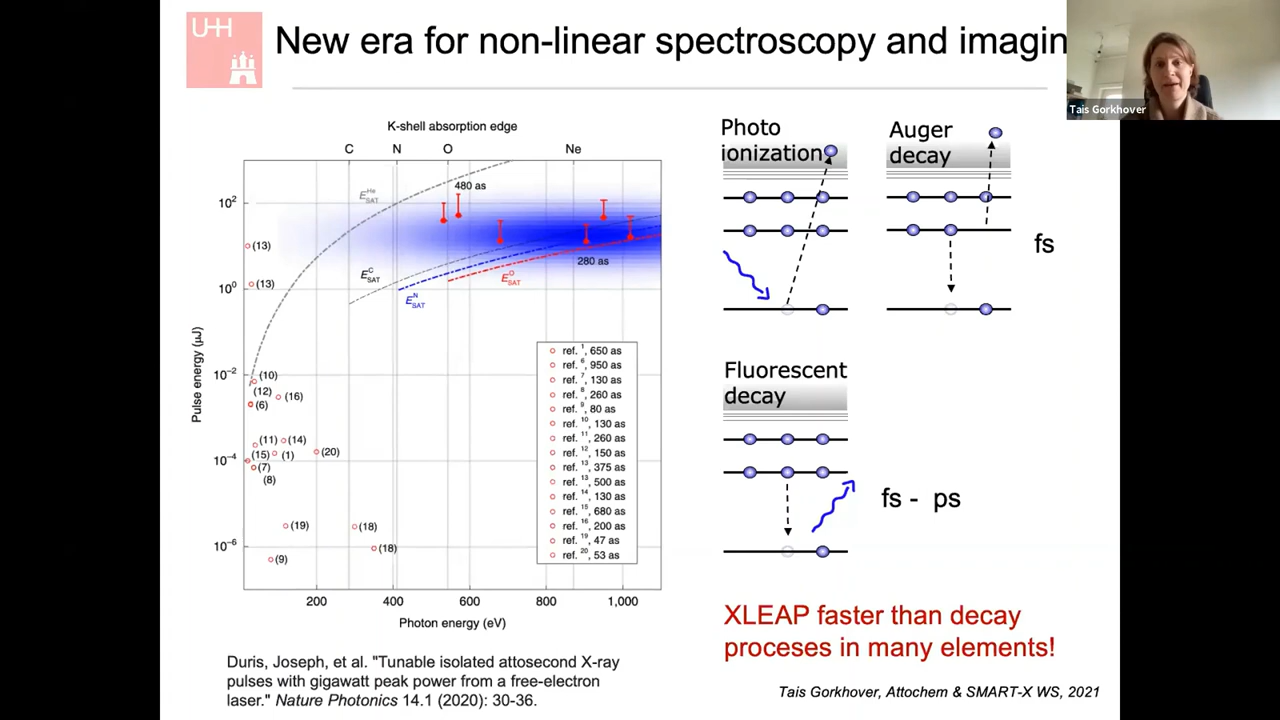 UHH
New era for non-linear spectroscopy and imagin
Tais Gorkhover
K-shell absorption edge
C N O Ne
10²
10⁰
10⁻²
10⁻⁴
10⁻⁶
Pulse energy (µJ)
E^He_SAT
480 as
E^C_SAT
E^N_SAT
E^O_SAT
280 as
(13)
(13)
(10)
(12)
(6)
(16)
(11)
(14)
(15)
(1)
(20)
(7)
(8)
(19)
(18)
(18)
(9)
ref. ¹, 650 as
ref. ⁶, 950 as
ref. ⁷, 130 as
ref. ⁸, 260 as
ref. ⁹, 80 as
ref. ¹⁰, 130 as
ref. ¹¹, 260 as
ref. ¹², 150 as
ref. ¹³, 375 as
ref. ¹³, 500 as
ref. ¹⁴, 130 as
ref. ¹⁵, 680 as
ref. ¹⁶, 200 as
ref. ¹⁹, 47 as
ref. ²⁰, 53 as
200 400 600 800 1,000
Photon energy (eV)
Duris, Joseph, et al. "Tunable isolated attosecond X-ray
pulses with gigawatt peak power from a free-electron
laser." Nature Photonics 14.1 (2020): 30-36.
Photo
ionization
Auger
decay
fs
Fluorescent
decay
fs - ps
XLEAP faster than decay
proceses in many elements!
Tais Gorkhover, Attochem & SMART-X WS, 2021